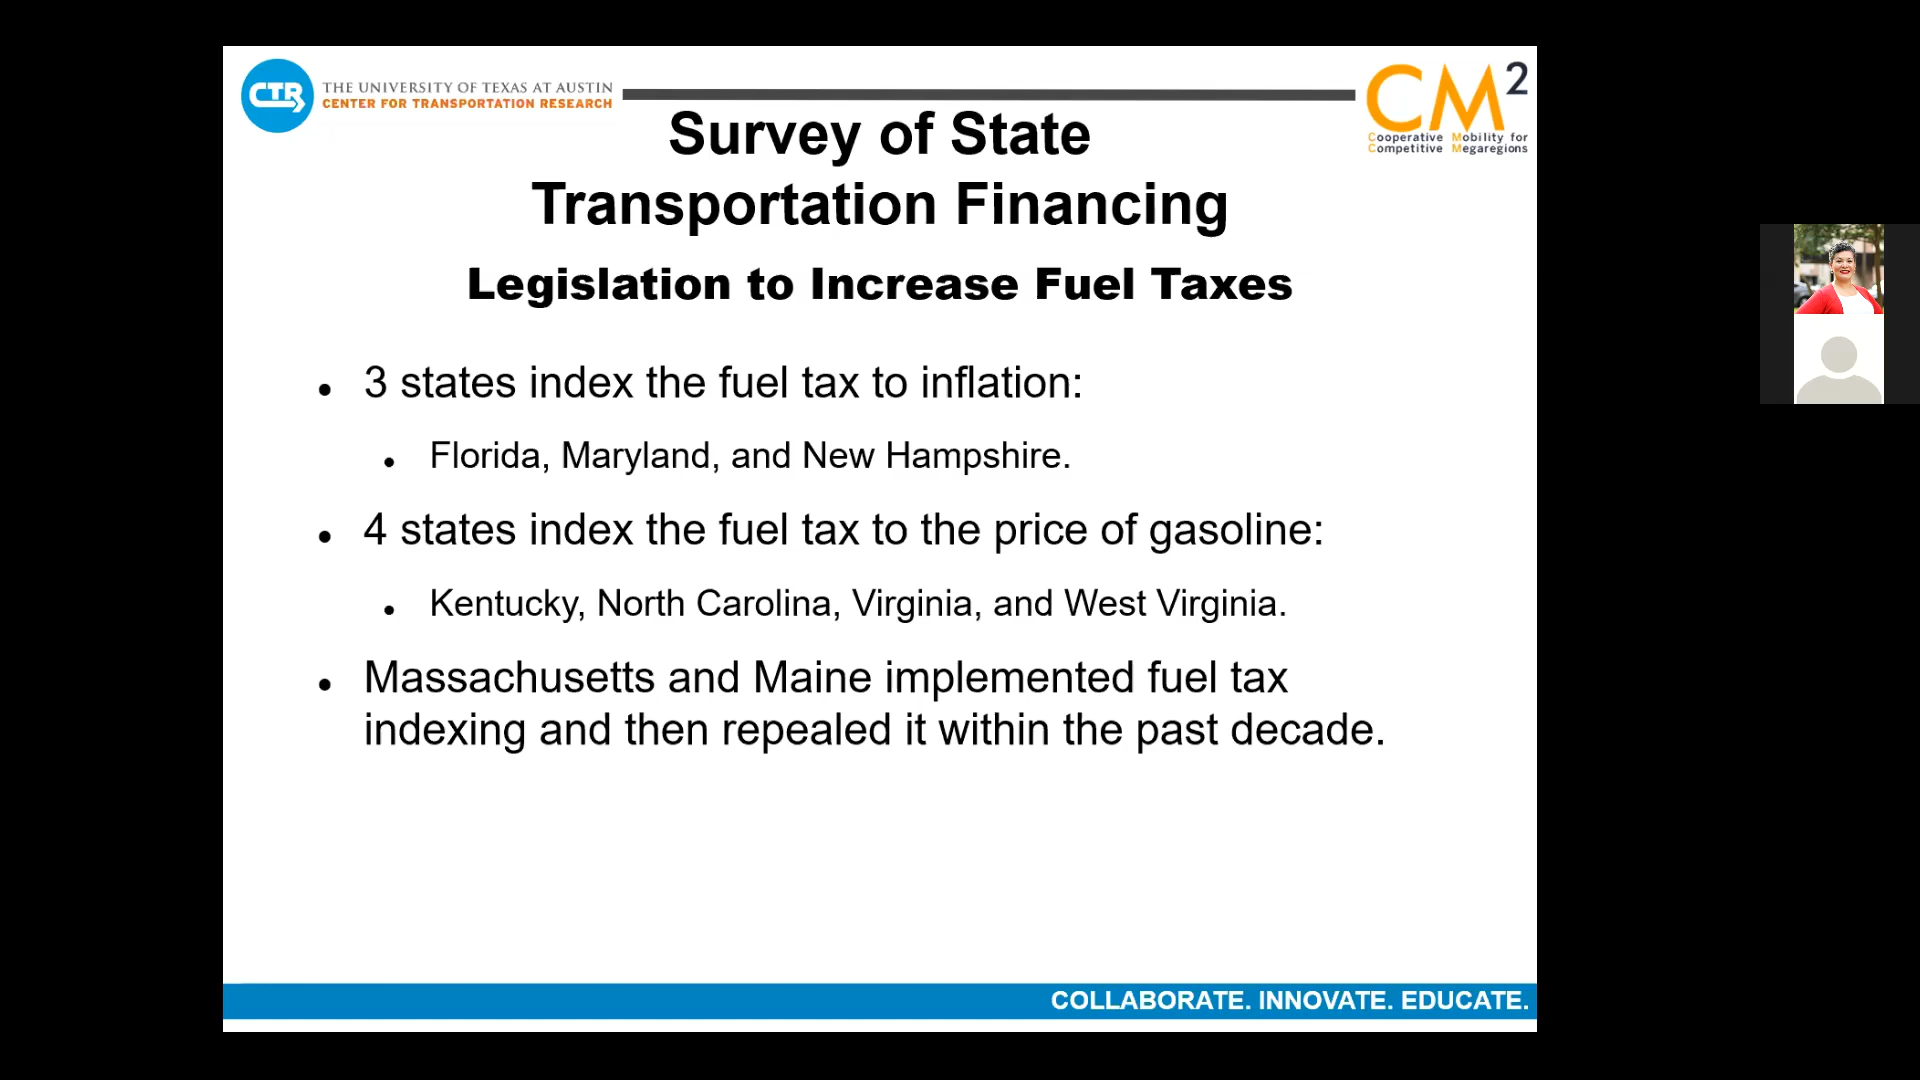 CTR
THE UNIVERSITY OF TEXAS AT AUSTIN
CENTER FOR TRANSPORTATION RESEARCH
CM2
Cooperative Mobility for
Competitive Megaregions
Survey of State
Transportation Financing
Legislation to Increase Fuel Taxes
• 3 states index the fuel tax to inflation:
• Florida, Maryland, and New Hampshire.
• 4 states index the fuel tax to the price of gasoline:
• Kentucky, North Carolina, Virginia, and West Virginia.
• Massachusetts and Maine implemented fuel tax
indexing and then repealed it within the past decade.
COLLABORATE. INNOVATE. EDUCATE.